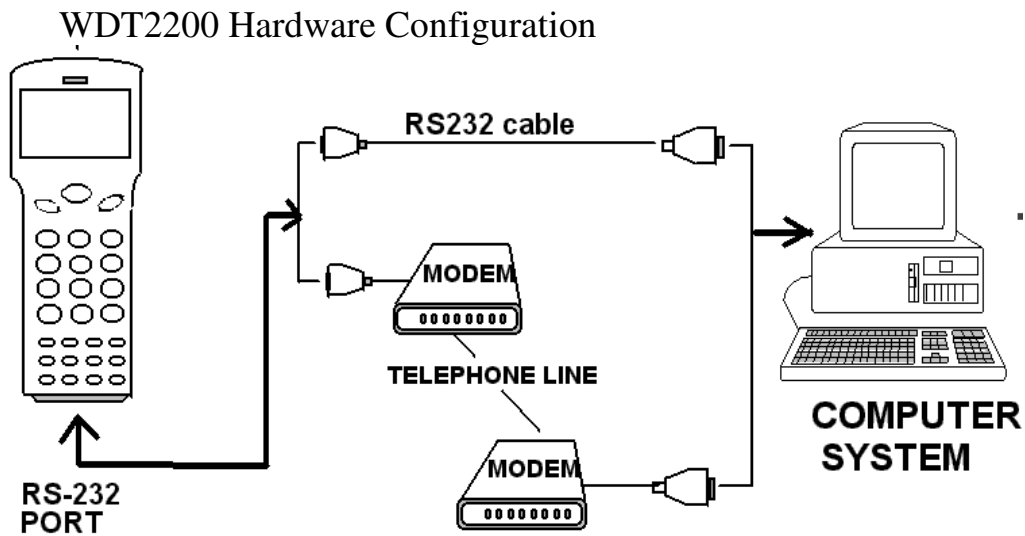 WDT2200 Hardware Configuration
RS232 cable
MODEM
00000000
TELEPHONE LINE
MODEM
00000000
RS-232
PORT
COMPUTER
SYSTEM